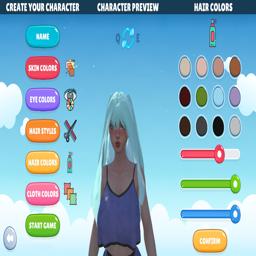 CREATE YOUR CHARACTER
CHARACTER PREVIEW
HAIR COLORS
NAME
Q
E
SKIN COLORS
EYE COLORS
HAIR STYLES
HAIR COLORS
CLOTH COLORS
START GAME
CONFIRM